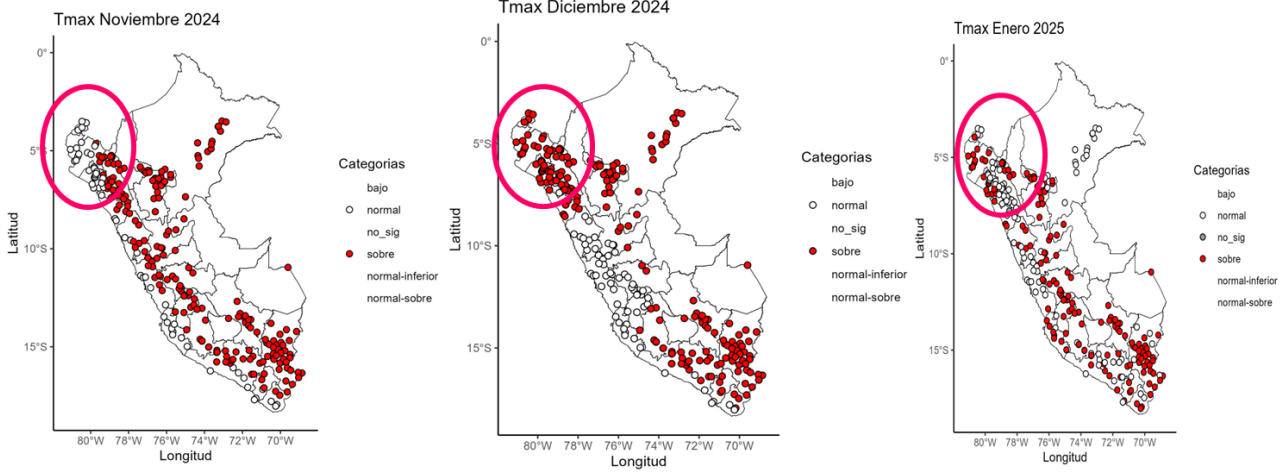 Tmax Noviembre 2024
0°
5°
10°S
15°S
Latitud
80°W 78°W 76°W 74°W 72°W 70°W
Longitud
Categorias
bajo
normal
no_sig
sobre
normal-inferior
normal-sobre
Tmax Diciembre 2024
0°
5°S
10°S
15°S
Latitud
80°W 78°W 76°W 74°W 72°W 70°W
Longitud
Categorias
bajo
normal
no_sig
sobre
normal-inferior
normal-sobre
Tmax Enero 2025
0°
5°S
10°S
15°S
Latitud
80°W 78°W 76°W 74°W 72°W 70°W
Longitud
Categorias
bajo
normal
no_sig
sobre
normal-inferior
normal-sobre